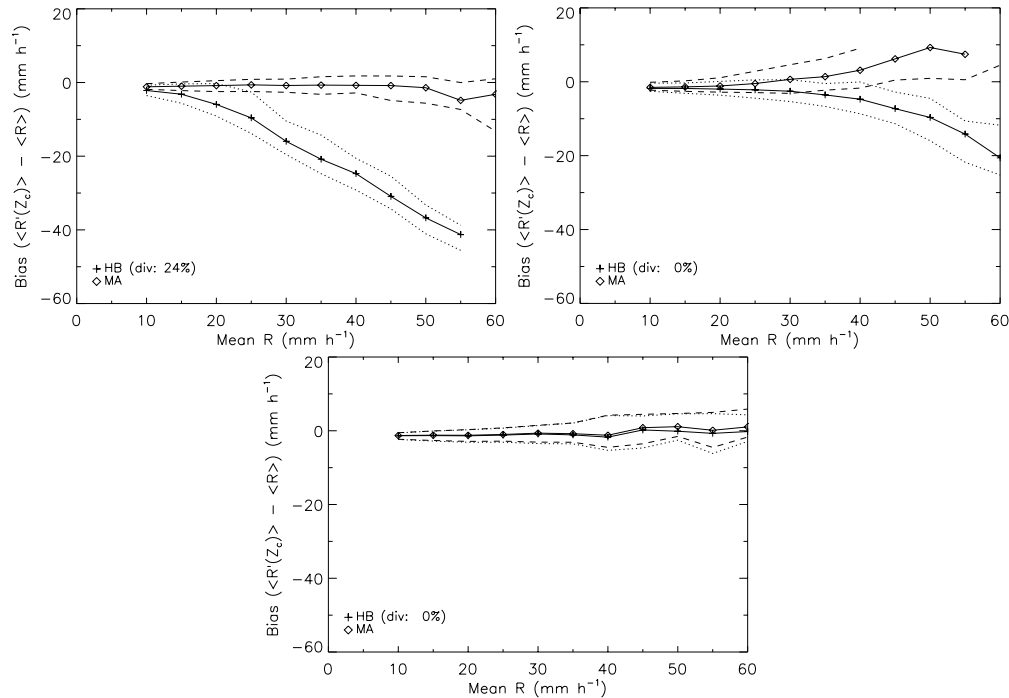 20
0
−20
−40
−60
Bias (<R'(Z_c)> − <R>) (mm h⁻¹)
HB (div: 24%)
MA
0 10 20 30 40 50 60
Mean R (mm h⁻¹)
20
0
−20
−40
−60
Bias (<R'(Z_c)> − <R>) (mm h⁻¹)
HB (div: 0%)
MA
0 10 20 30 40 50 60
Mean R (mm h⁻¹)
20
0
−20
−40
−60
Bias (<R'(Z_c)> − <R>) (mm h⁻¹)
HB (div: 0%)
MA
0 10 20 30 40 50 60
Mean R (mm h⁻¹)